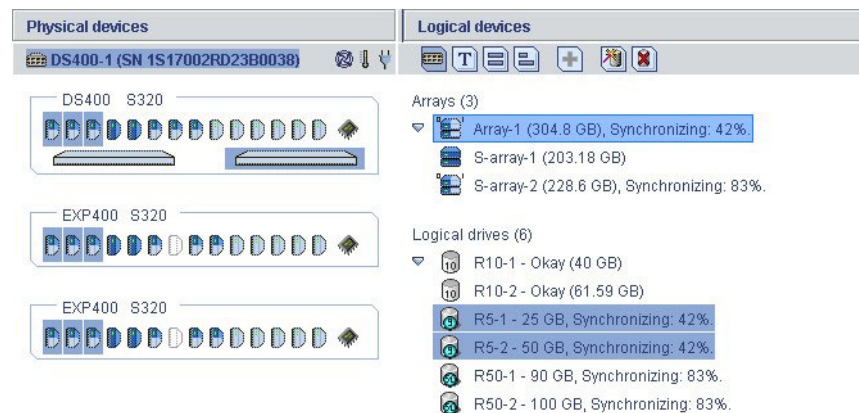 Physical devices
DS400-1 (SN 1S17002RD23B0038)
DS400 S320
EXP400 S320
EXP400 S320
Logical devices
T
Arrays (3)
Array-1 (304.8 GB), Synchronizing: 42%.
S-array-1 (203.18 GB)
S-array-2 (228.6 GB), Synchronizing: 83%.
Logical drives (6)
10 R10-1 - Okay (40 GB)
10 R10-2 - Okay (61.59 GB)
R5-1 - 25 GB, Synchronizing: 42%.
R5-2 - 50 GB, Synchronizing: 42%.
R50-1 - 90 GB, Synchronizing: 83%.
R50-2 - 100 GB, Synchronizing: 83%.